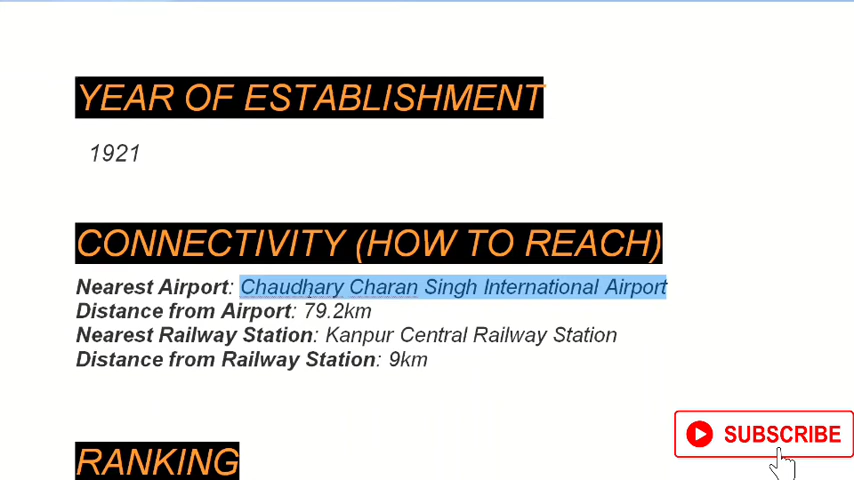 YEAR OF ESTABLISHMENT
1921
CONNECTIVITY (HOW TO REACH)
Nearest Airport: Chaudhary Charan Singh International Airport
Distance from Airport: 79.2km
Nearest Railway Station: Kanpur Central Railway Station
Distance from Railway Station: 9km
RANKING
SUBSCRIBE